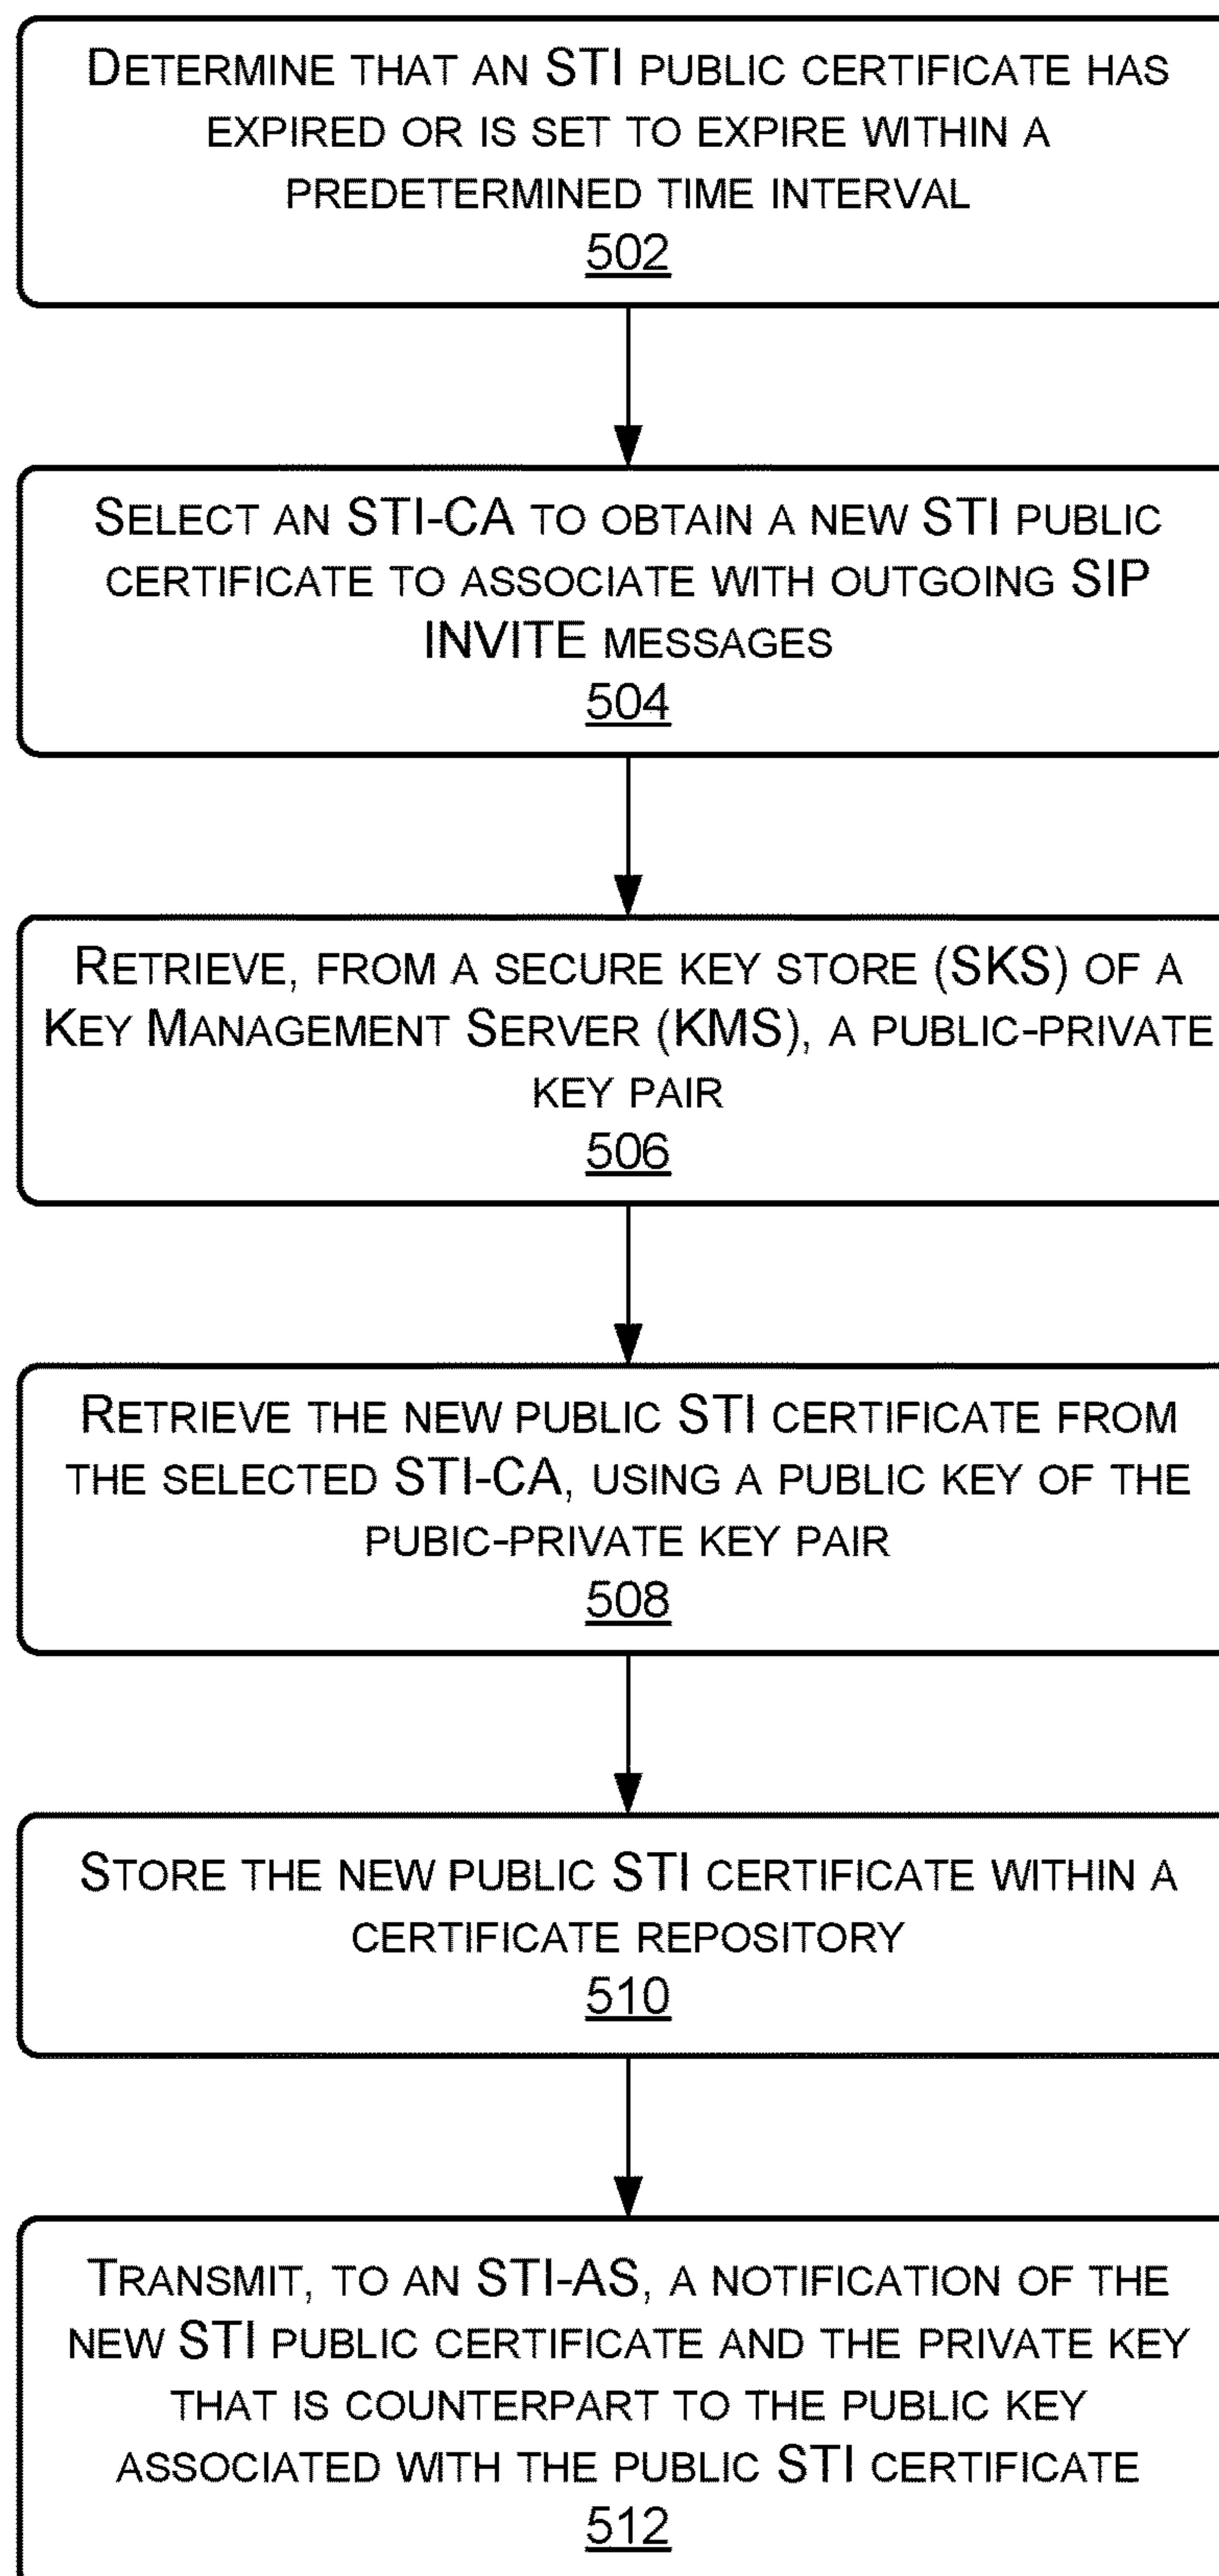 DETERMINE THAT AN STI PUBLIC CERTIFICATE HAS
EXPIRED OR IS SET TO EXPIRE WITHIN A
PREDETERMINED TIME INTERVAL
502
SELECT AN STI-CA TO OBTAIN A NEW STI PUBLIC
CERTIFICATE TO ASSOCIATE WITH OUTGOING SIP
INVITE MESSAGES
504
RETRIEVE, FROM A SECURE KEY STORE (SKS) OF A
KEY MANAGEMENT SERVER (KMS), A PUBLIC-PRIVATE
KEY PAIR
506
RETRIEVE THE NEW PUBLIC STI CERTIFICATE FROM
THE SELECTED STI-CA, USING A PUBLIC KEY OF THE
PUBIC-PRIVATE KEY PAIR
508
STORE THE NEW PUBLIC STI CERTIFICATE WITHIN A
CERTIFICATE REPOSITORY
510
TRANSMIT, TO AN STI-AS, A NOTIFICATION OF THE
NEW STI PUBLIC CERTIFICATE AND THE PRIVATE KEY
THAT IS COUNTERPART TO THE PUBLIC KEY
ASSOCIATED WITH THE PUBLIC STI CERTIFICATE
512